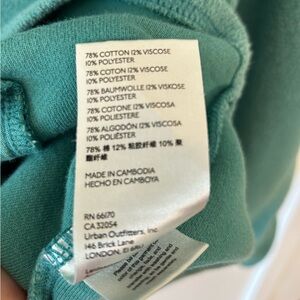 78% COTTON 12% VISCOSE
10% POLYESTER
78% COTON 12% VISCOSE
10% POLYESTER
78% BAUMWOLLE 12% VISKOSE
10% POLYESTER
78% COTONE 12% VISCOSA
10% POLIESTERE
78% ALGODÓN 12% VISCOSA
10% POLIÉSTER
78% 棉 12% 粘胶纤维 10% 聚
酯纤维
MADE IN CAMBODIA
HECHO EN CAMBOYA
RN 66170
CA 32054
Urban Outfitters, Inc
146 Brick Lane
LONDON, E1
Please